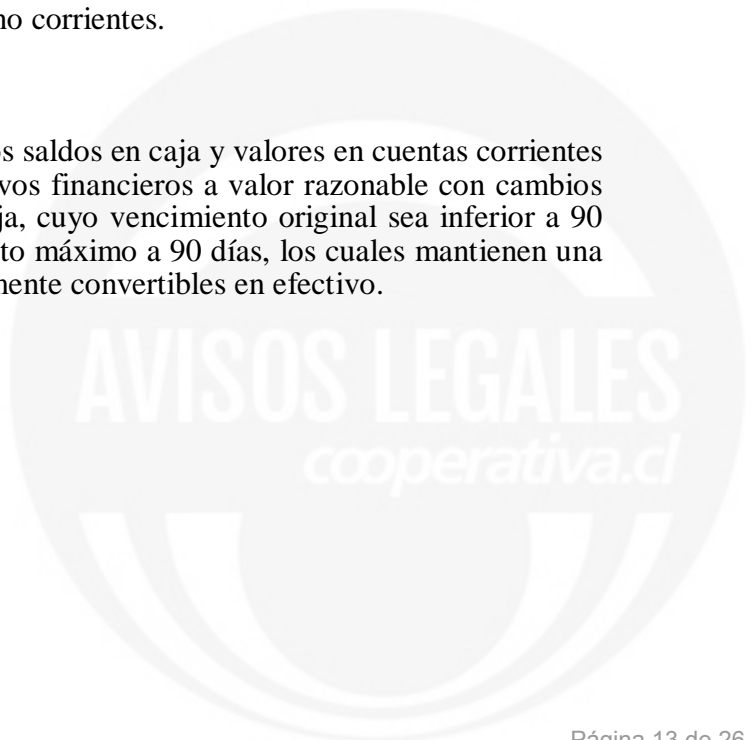 no corrientes.
os saldos en caja y valores en cuentas corrientes
vos financieros a valor razonable con cambios
ja, cuyo vencimiento original sea inferior a 90
to máximo a 90 días, los cuales mantienen una
mente convertibles en efectivo.
AVISOS LEGALES
cooperativa.cl
Página 13 de 26